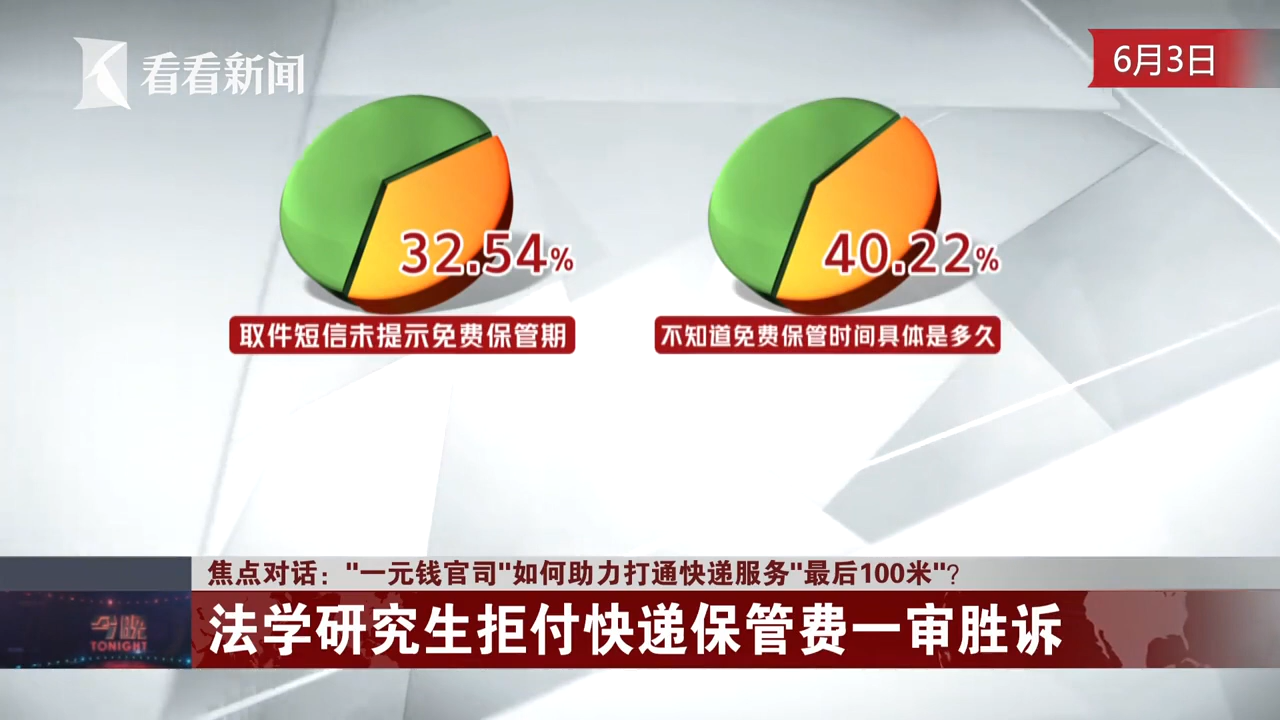 看看新闻
6月3日
32.54%
40.22%
取件短信未提示免费保管期
不知道免费保管时间具体是多久
焦点对话："一元钱官司"如何助力打通快递服务"最后100米"?
法学研究生拒付快递保管费一审胜诉
今晚
TONIGHT